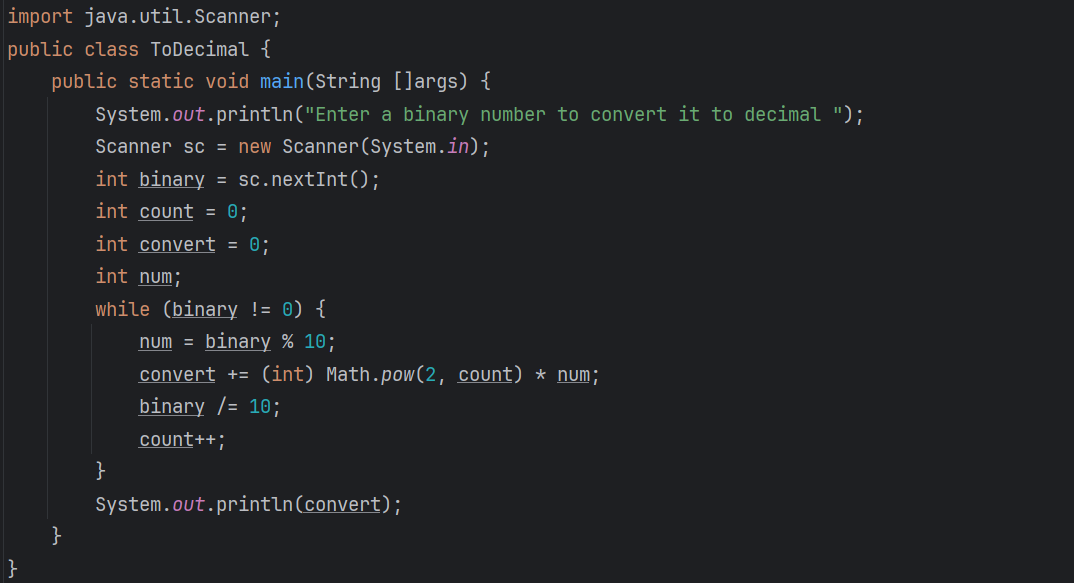 import java.util.Scanner;
public class ToDecimal {
    public static void main(String []args) {
        System.out.println("Enter a binary number to convert it to decimal ");
        Scanner sc = new Scanner(System.in);
        int binary = sc.nextInt();
        int count = 0;
        int convert = 0;
        int num;
        while (binary != 0) {
            num = binary % 10;
            convert += (int) Math.pow(2, count) * num;
            binary /= 10;
            count++;
        }
        System.out.println(convert);
    }
}